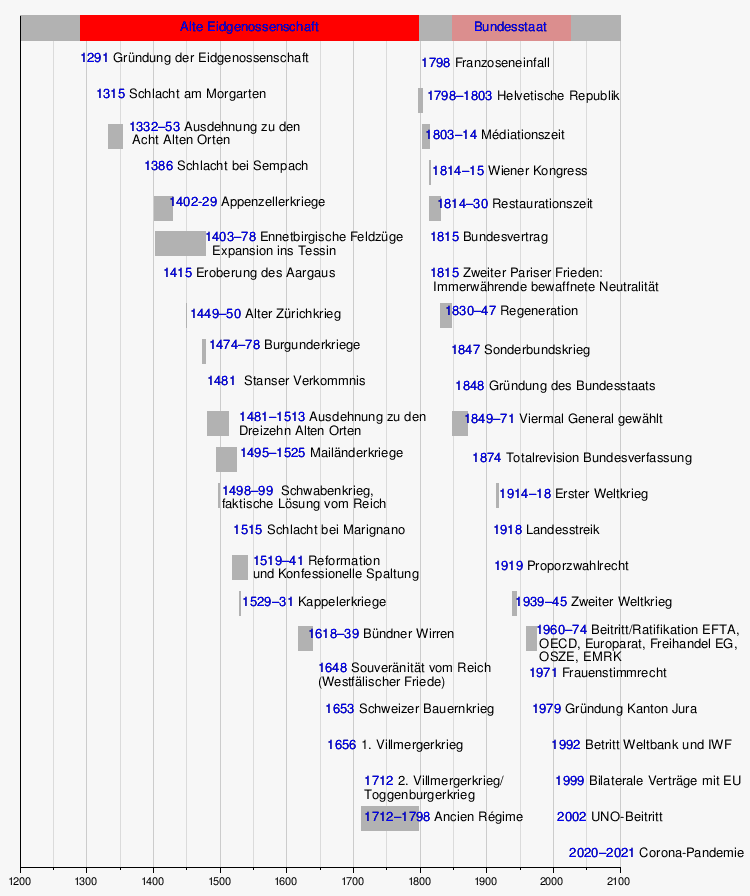 Alte Eidgenossenschaft
Bundesstaat
1291 Gründung der Eidgenossenschaft
1315 Schlacht am Morgarten
1332–53 Ausdehnung zu den
Acht Alten Orten
1386 Schlacht bei Sempach
1402-29 Appenzellerkriege
1403–78 Ennetbirgische Feldzüge
Expansion ins Tessin
1415 Eroberung des Aargaus
1449–50 Alter Zürichkrieg
1474–78 Burgunderkriege
1481 Stanser Verkommnis
1481–1513 Ausdehnung zu den
Dreizehn Alten Orten
1495–1525 Mailänderkriege
1498–99 Schwabenkrieg,
faktische Lösung vom Reich
1515 Schlacht bei Marignano
1519–41 Reformation
und Konfessionelle Spaltung
1529–31 Kappelerkriege
1618–39 Bündner Wirren
1648 Souveränität vom Reich
(Westfälischer Friede)
1653 Schweizer Bauernkrieg
1656 1. Villmergerkrieg
1712 2. Villmergerkrieg/
Toggenburgerkrieg
1712–1798 Ancien Régime
1798 Franzoseneinfall
1798–1803 Helvetische Republik
1803–14 Médiationszeit
1814–15 Wiener Kongress
1814–30 Restaurationszeit
1815 Bundesvertrag
1815 Zweiter Pariser Frieden:
Immerwährende bewaffnete Neutralität
1830–47 Regeneration
1847 Sonderbundskrieg
1848 Gründung des Bundesstaats
1849–71 Viermal General gewählt
1874 Totalrevision Bundesverfassung
1914–18 Erster Weltkrieg
1918 Landesstreik
1919 Proporzwahlrecht
1939–45 Zweiter Weltkrieg
1960–74 Beitritt/Ratifikation EFTA,
OECD, Europarat, Freihandel EG,
OSZE, EMRK
1971 Frauenstimmrecht
1979 Gründung Kanton Jura
1992 Betritt Weltbank und IWF
1999 Bilaterale Verträge mit EU
2002 UNO-Beitritt
2020–2021 Corona-Pandemie
1200 1300 1400 1500 1600 1700 1800 1900 2000 2100